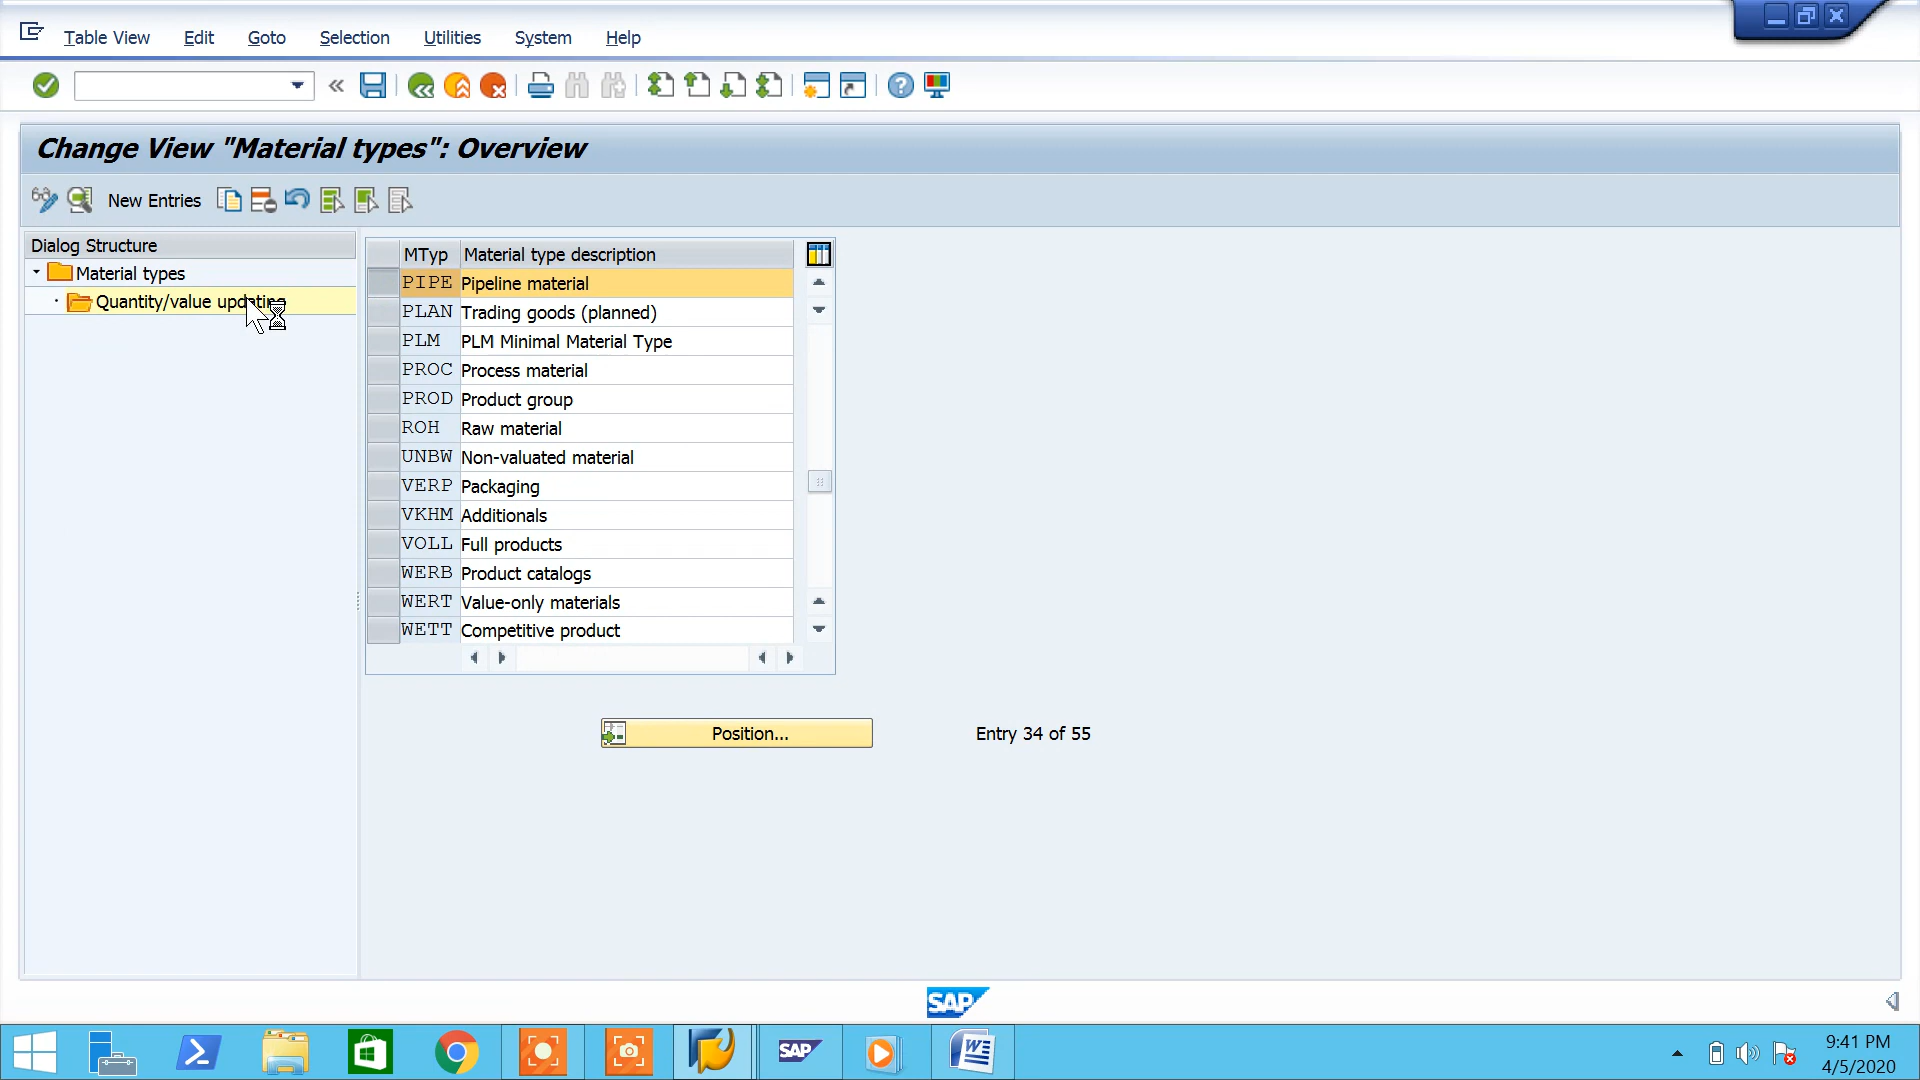 Table View Edit Goto Selection Utilities System Help
Change View "Material types": Overview
New Entries
Dialog Structure
Material types
Quantity/value updating
MTyp Material type description
PIPE Pipeline material
PLAN Trading goods (planned)
PLM PLM Minimal Material Type
PROC Process material
PROD Product group
ROH Raw material
UNBW Non-valuated material
VERP Packaging
VKHM Additionals
VOLL Full products
WERB Product catalogs
WERT Value-only materials
WETT Competitive product
Position... Entry 34 of 55
SAP
SAP
9:41 PM
4/5/2020